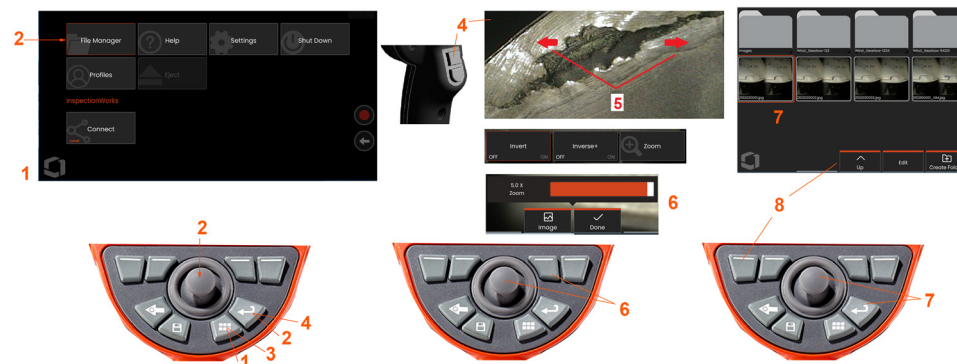 2
File Manager
Help
Settings
Shut Down
Profiles
Eject
InspectionWorks
Connect
1
4
5
Invert
OFF
ON
Inverse+
OFF
ON
Zoom
5.0 X
Zoom
Image
Done
6
Images
7
Up
Edit
Create Fold
8
2
4
2
3
1
6
7